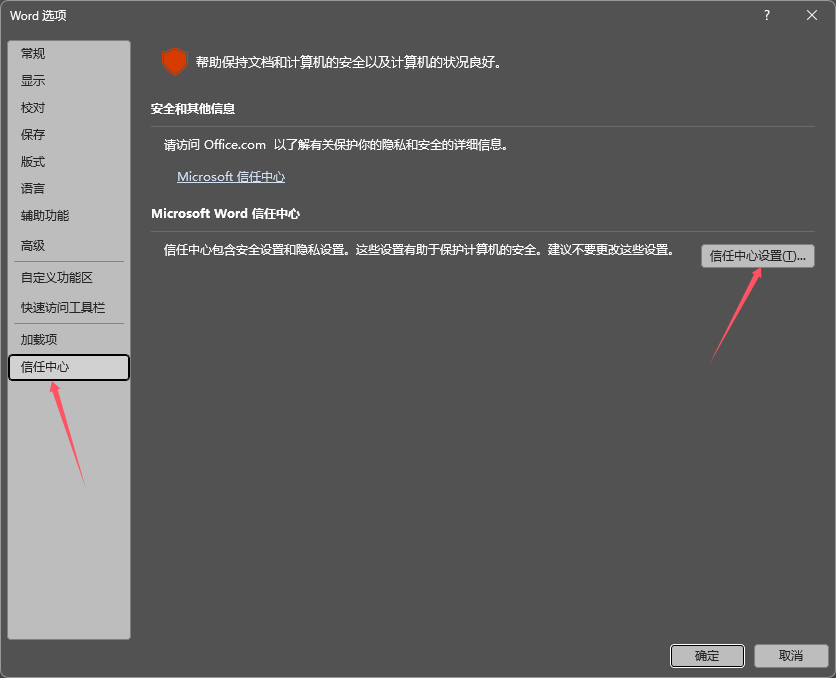 Word 选项
?
常规
显示
校对
保存
版式
语言
辅助功能
高级
自定义功能区
快速访问工具栏
加载项
信任中心
帮助保持文档和计算机的安全以及计算机的状况良好。
安全和其他信息
请访问 Office.com 以了解有关保护你的隐私和安全的详细信息。
Microsoft 信任中心
Microsoft Word 信任中心
信任中心包含安全设置和隐私设置。这些设置有助于保护计算机的安全。建议不要更改这些设置。
信任中心设置(T)...
确定
取消